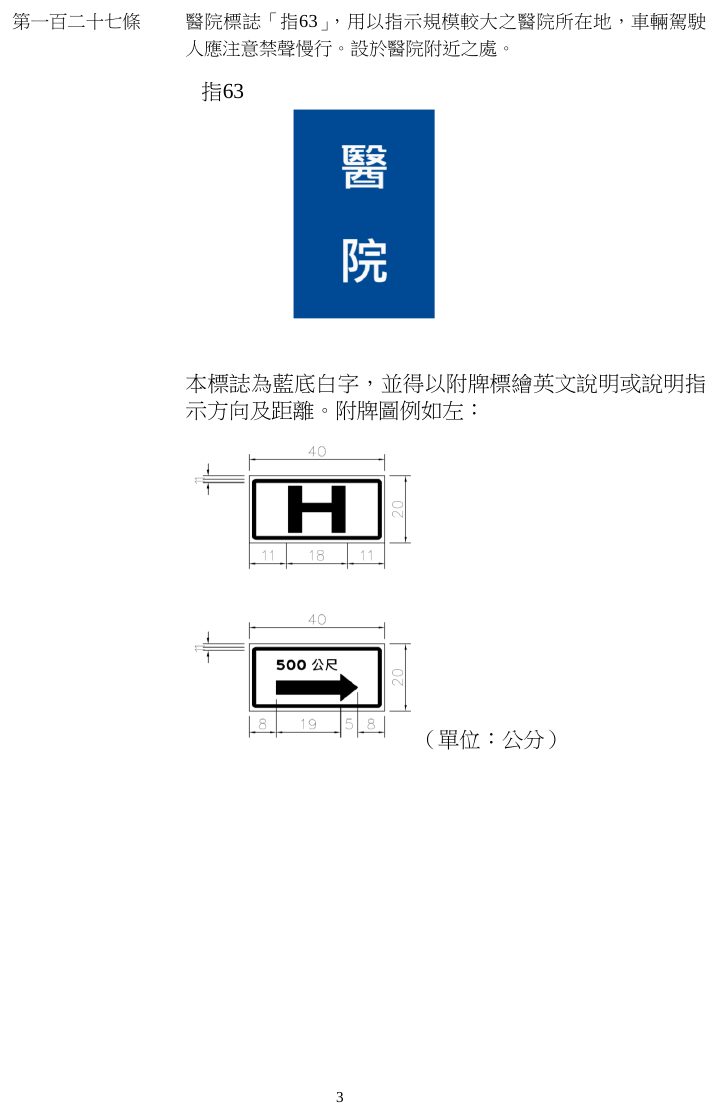 第一百二十七條
醫院標誌「指63」，用以指示規模較大之醫院所在地，車輛駕駛
人應注意禁聲慢行。設於醫院附近之處。
指63
醫
院
本標誌為藍底白字，並得以附牌標繪英文說明或說明指
示方向及距離。附牌圖例如左：
40
11
H
20
11 18 11
40
11
500 公尺
20
8 19 5 8
（單位：公分）
3